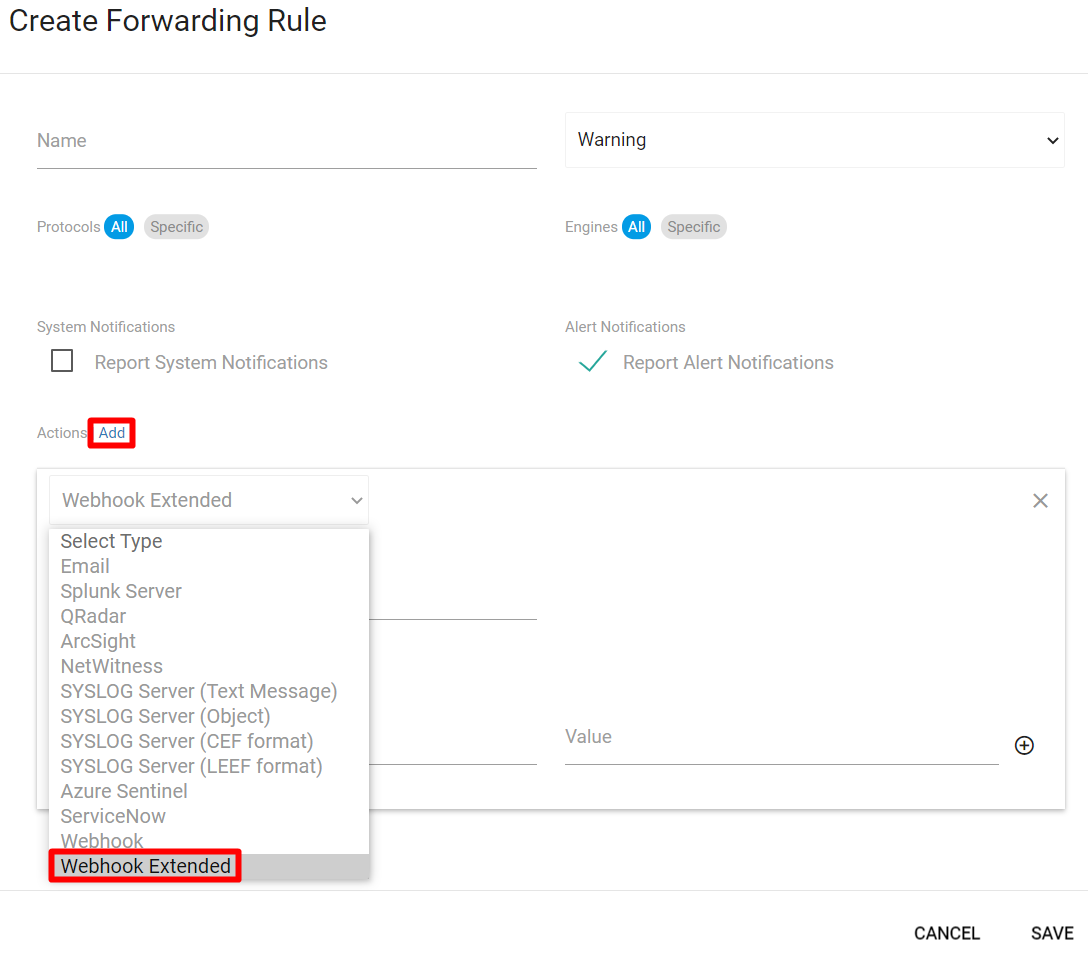 Create Forwarding Rule
Name
Warning
Protocols All Specific
Engines All Specific
System Notifications
Alert Notifications
Report System Notifications
Report Alert Notifications
Actions Add
Webhook Extended
Select Type
Email
Splunk Server
QRadar
ArcSight
NetWitness
SYSLOG Server (Text Message)
SYSLOG Server (Object)
SYSLOG Server (CEF format)
SYSLOG Server (LEEF format)
Azure Sentinel
ServiceNow
Webhook
Webhook Extended
Value
CANCEL
SAVE